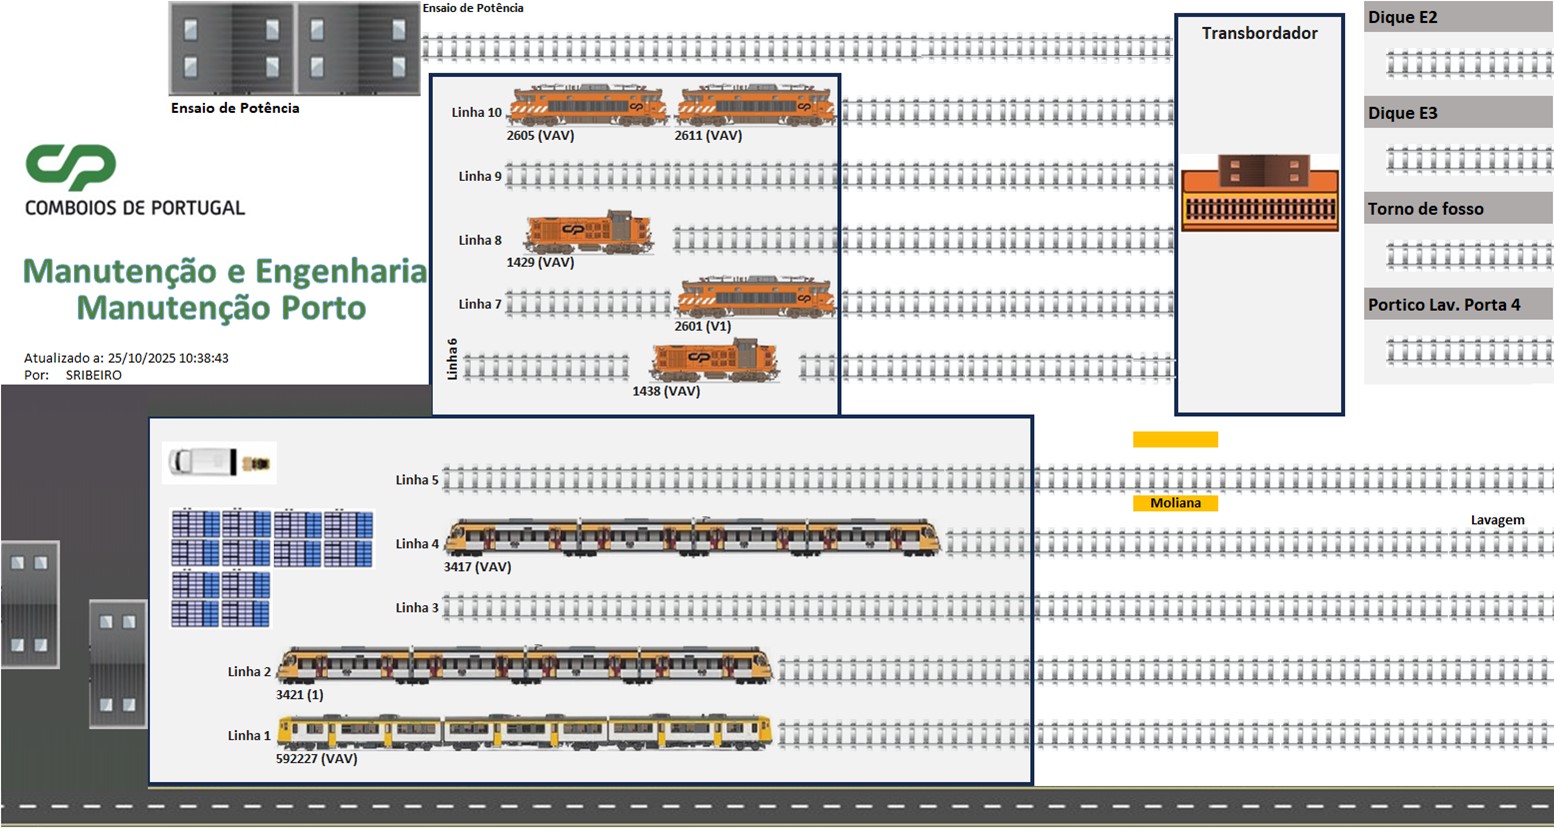 Ensaio de Potência
Ensaio de Potência
Transbordador
Dique E2
Dique E3
Torno de fosso
Portico Lav. Porta 4
CP
COMBOIOS DE PORTUGAL
Manutenção e Engenharia
Manutenção Porto
Atualizado a: 25/10/2025 10:38:43
Por: SRIBEIRO
Linha 10
2605 (VAV) 2611 (VAV)
Linha 9
Linha 8
1429 (VAV)
Linha 7
2601 (V1)
Linha 6
1438 (VAV)
Linha 5
Moliana
Lavagem
Linha 4
3417 (VAV)
Linha 3
Linha 2
3421 (1)
Linha 1
592227 (VAV)